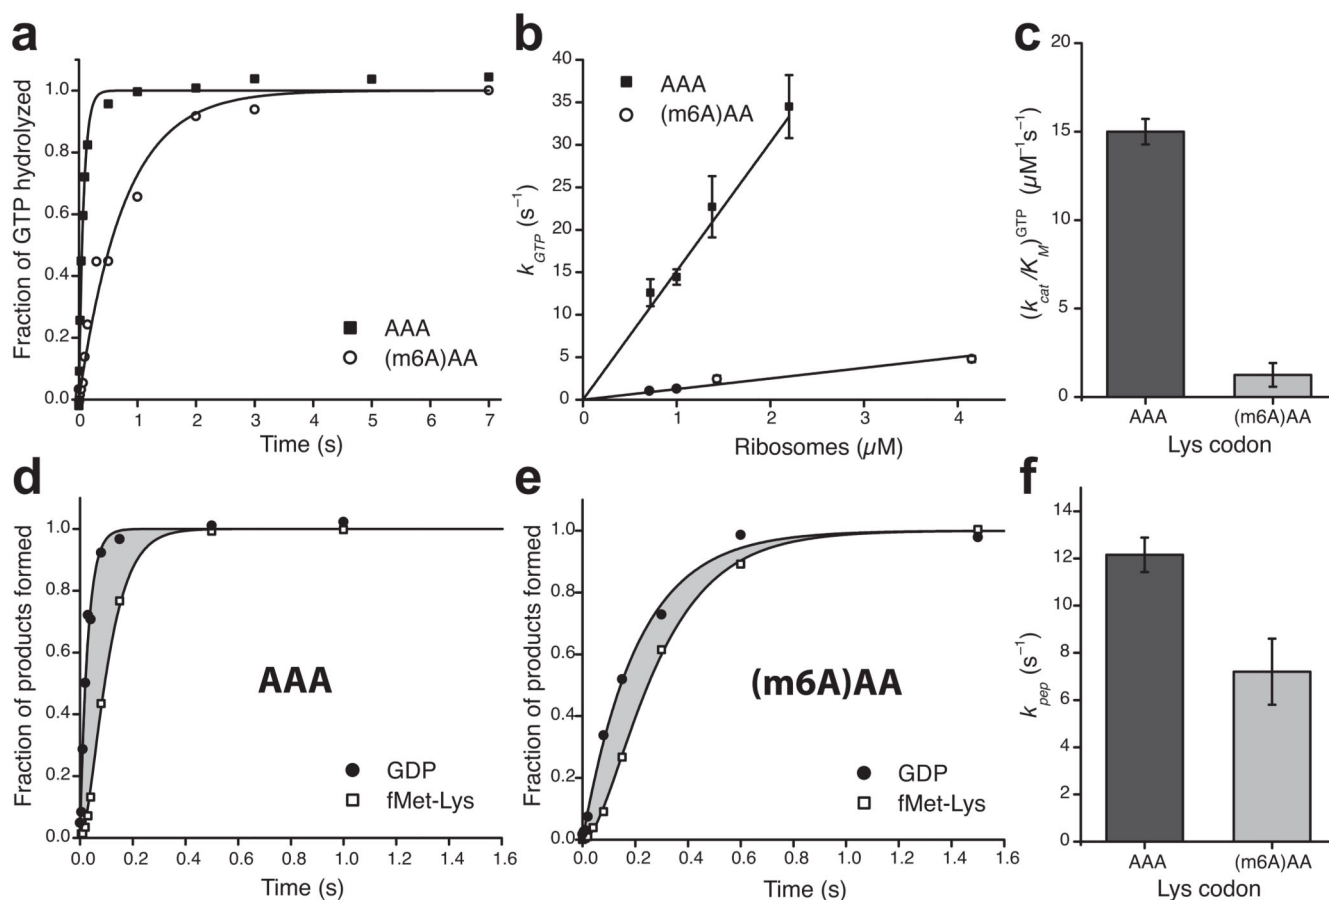 a
Fraction of GTP hydrolyzed
1.0
0.8
0.6
0.4
0.2
0.0
AAA
(m6A)AA
0 1 2 3 4 5 6 7
Time (s)
b
k_GTP (s⁻¹)
40
35
30
25
20
15
10
5
0
AAA
(m6A)AA
0 1 2 3 4
Ribosomes (µM)
c
(k_cat/K_M)^GTP (µM⁻¹s⁻¹)
20
15
10
5
0
AAA (m6A)AA
Lys codon
d
Fraction of products formed
1.0
0.8
0.6
0.4
0.2
0.0
AAA
GDP
fMet-Lys
0.0 0.2 0.4 0.6 0.8 1.0 1.2 1.4 1.6
Time (s)
e
Fraction of products formed
1.0
0.8
0.6
0.4
0.2
0.0
(m6A)AA
GDP
fMet-Lys
0.0 0.2 0.4 0.6 0.8 1.0 1.2 1.4 1.6
Time (s)
f
k_pep (s⁻¹)
14
12
10
8
6
4
2
0
AAA (m6A)AA
Lys codon